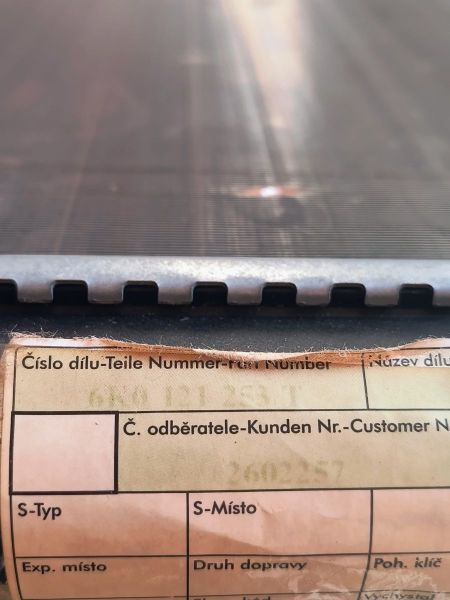 Číslo dílu-Teile Nummer-Part Number Název dílu
6K0 121 253 T
Č. odběratele-Kunden Nr.-Customer N
2602257
S-Typ S-Místo
Exp. místo Druh dopravy Poh. klíč